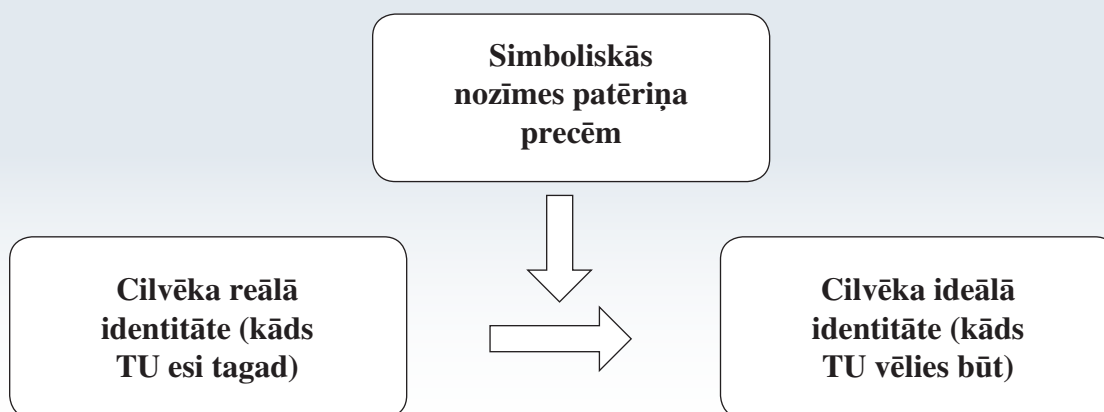 Simboliskās
nozīmes patēriņa
precēm
Cilvēka reālā
identitāte (kāds
TU esi tagad)
Cilvēka ideālā
identitāte (kāds
TU vēlies būt)